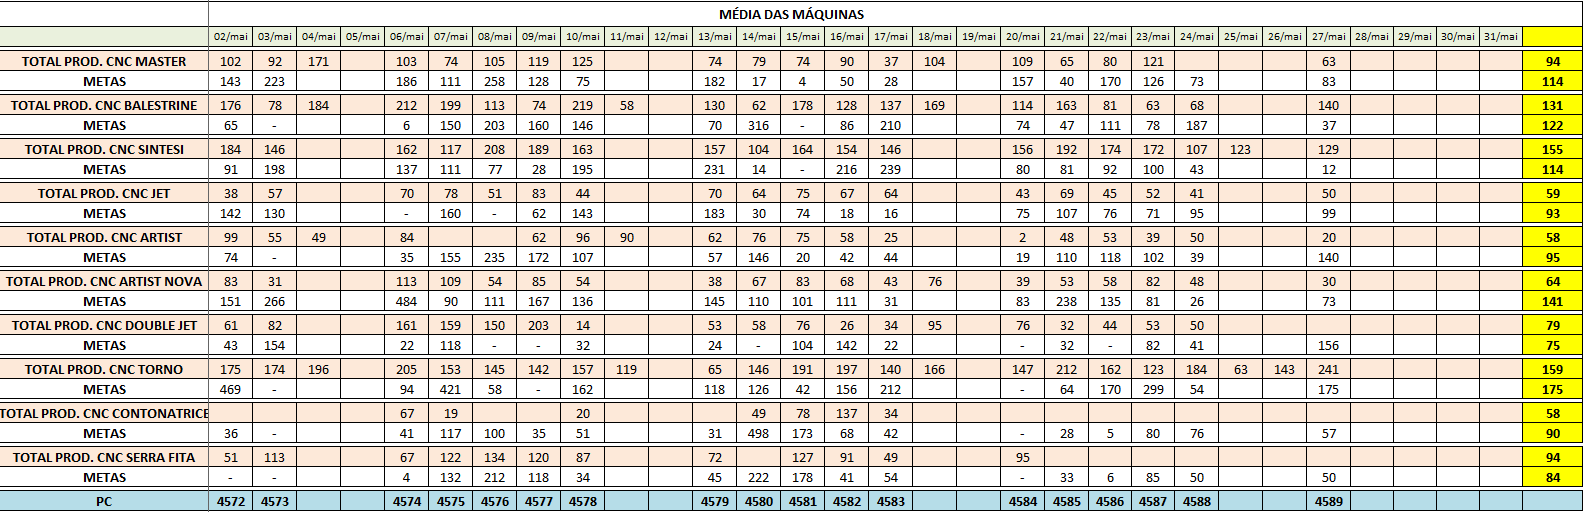 MÉDIA DAS MÁQUINAS
02/mai 03/mai 04/mai 05/mai 06/mai 07/mai 08/mai 09/mai 10/mai 11/mai 12/mai 13/mai 14/mai 15/mai 16/mai 17/mai 18/mai 19/mai 20/mai 21/mai 22/mai 23/mai 24/mai 25/mai 26/mai 27/mai 28/mai 29/mai 30/mai 31/mai
TOTAL PROD. CNC MASTER 102 92 171 103 74 105 119 125 74 79 74 90 37 104 109 65 80 121 63 94
METAS 143 223 186 111 258 128 75 182 17 4 50 28 157 40 170 126 73 83 114
TOTAL PROD. CNC BALESTRINE 176 78 184 212 199 113 74 219 58 130 62 178 128 137 169 114 163 81 63 68 140 131
METAS 65 - 6 150 203 160 146 70 316 - 86 210 74 47 111 78 187 37 122
TOTAL PROD. CNC SINTESI 184 146 162 117 208 189 163 157 104 164 154 146 156 192 174 172 107 123 129 155
METAS 91 198 137 111 77 28 195 231 14 - 216 239 80 81 92 100 43 12 114
TOTAL PROD. CNC JET 38 57 70 78 51 83 44 70 64 75 67 64 43 69 45 52 41 50 59
METAS 142 130 - 160 - 62 143 183 30 74 18 16 75 107 76 71 95 99 93
TOTAL PROD. CNC ARTIST 99 55 49 84 62 96 90 62 76 75 58 25 2 48 53 39 50 20 58
METAS 74 - 35 155 235 172 107 57 146 20 42 44 19 110 118 102 39 140 95
TOTAL PROD. CNC ARTIST NOVA 83 31 113 109 54 85 54 38 67 83 68 43 76 39 53 58 82 48 30 64
METAS 151 266 484 90 111 167 136 145 110 101 111 31 83 238 135 81 26 73 141
TOTAL PROD. CNC DOUBLE JET 61 82 161 159 150 203 14 53 58 76 26 34 95 76 32 44 53 50 79
METAS 43 154 22 118 - - 32 24 - 104 142 22 - 32 - 82 41 156 75
TOTAL PROD. CNC TORNO 175 174 196 205 153 145 142 157 119 65 146 191 197 140 166 147 212 162 123 184 63 143 241 159
METAS 469 - 94 421 58 - 162 118 126 42 156 212 - 64 170 299 54 175 175
TOTAL PROD. CNC CONTONATRICE 67 19 20 49 78 137 34 58
METAS 36 - 41 117 100 35 51 31 498 173 68 42 - 28 5 80 76 57 90
TOTAL PROD. CNC SERRA FITA 51 113 67 122 134 120 87 72 127 91 49 95 94
METAS - - 4 132 212 118 34 45 222 178 41 54 - 33 6 85 50 50 84
PC 4572 4573 4574 4575 4576 4577 4578 4579 4580 4581 4582 4583 4584 4585 4586 4587 4588 4589